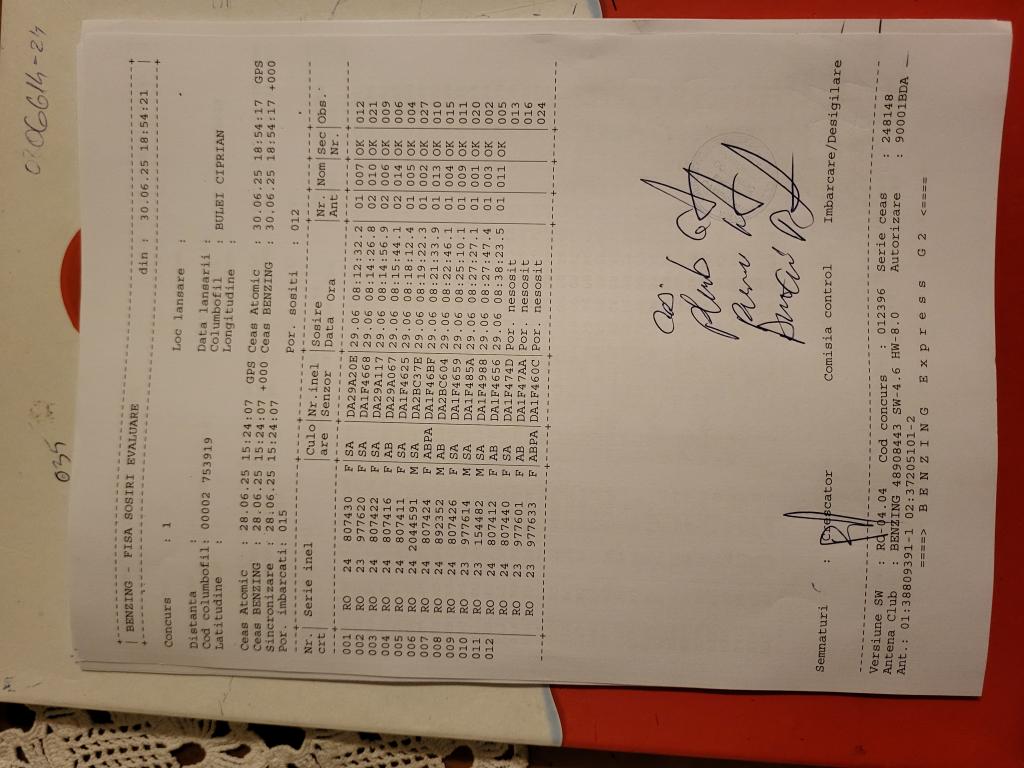 0306614-24
035
BENZING - FISA SOSIRI EVALUARE din : 30.06.25 18:54:21
Concurs : 1 Loc lansare :
Distanta : Data lansarii :
Cod columbofil: 00002 753919 Columbofil : BULEI CIPRIAN
Latitudine : Longitudine :
Ceas Atomic : 28.06.25 15:24:07 GPS Ceas Atomic : 30.06.25 18:54:17 GPS
Ceas BENZING : 28.06.25 15:24:07 +000 Ceas BENZING : 30.06.25 18:54:17 +000
Sincronizare : 28.06.25 15:24:07
Por. imbarcati: 015 Por. sositi : 012
Nr. | Serie inel | Culo | Nr.inel | Sosire | Nr. | Nom | Sec | Obs.
crt | | are | Senzor | Data Ora | Ant | | Nr. |
001 | RO 24 807430 F | SA | DA29A20E | 29.06 08:12:32.2 | 01 | 007 | OK | 012
002 | RO 23 977620 F | SA | DA1F4668 | 29.06 08:14:26.8 | 02 | 010 | OK | 021
003 | RO 24 807422 F | SA | DA29A117 | 29.06 08:14:56.9 | 02 | 006 | OK | 009
004 | RO 24 807416 F | AB | DA29A067 | 29.06 08:15:44.1 | 02 | 014 | OK | 006
005 | RO 24 807411 F | SA | DA1F4625 | 29.06 08:18:12.4 | 01 | 005 | OK | 004
006 | RO 24 2044591 M | SA | DA2BC37E | 29.06 08:19:22.3 | 01 | 002 | OK | 027
007 | RO 24 807424 F | ABPA | DA1F46BF | 29.06 08:21:33.9 | 01 | 013 | OK | 010
008 | RO 24 892352 M | AB | DA2BC604 | 29.06 08:22:46.1 | 01 | 004 | OK | 015
009 | RO 24 807426 F | SA | DA1F4659 | 29.06 08:25:10.1 | 01 | 009 | OK | 011
010 | RO 23 977614 M | SA | DA1F485A | 29.06 08:27:27.1 | 01 | 001 | OK | 020
011 | RO 23 154482 M | SA | DA1F4988 | 29.06 08:27:47.4 | 01 | 003 | OK | 002
012 | RO 24 807412 F | AB | DA1F4656 | 29.06 08:38:23.5 | 01 | 011 | OK | 005
RO 24 807440 F | SA | DA1F474D | Por. nesosit | 013
RO 23 977601 F | AB | DA1F47AA | Por. nesosit | 016
RO 23 977633 F | ABPA | DA1F460C | Por. nesosit | 024
Semnaturi : Crescator Comisia control Imbarcare/Desigilare
Versiune SW : RO-04.04 Cod concurs : 012396 Serie ceas : 248148
Antena Club : BENZING 48908443 SW-4.6 HW-8.0 Autorizare : 90001BDA
Ant.: 01:38809391-1 02:37205101-2
====> B E N Z I N G E x p r e s s G 2 <====